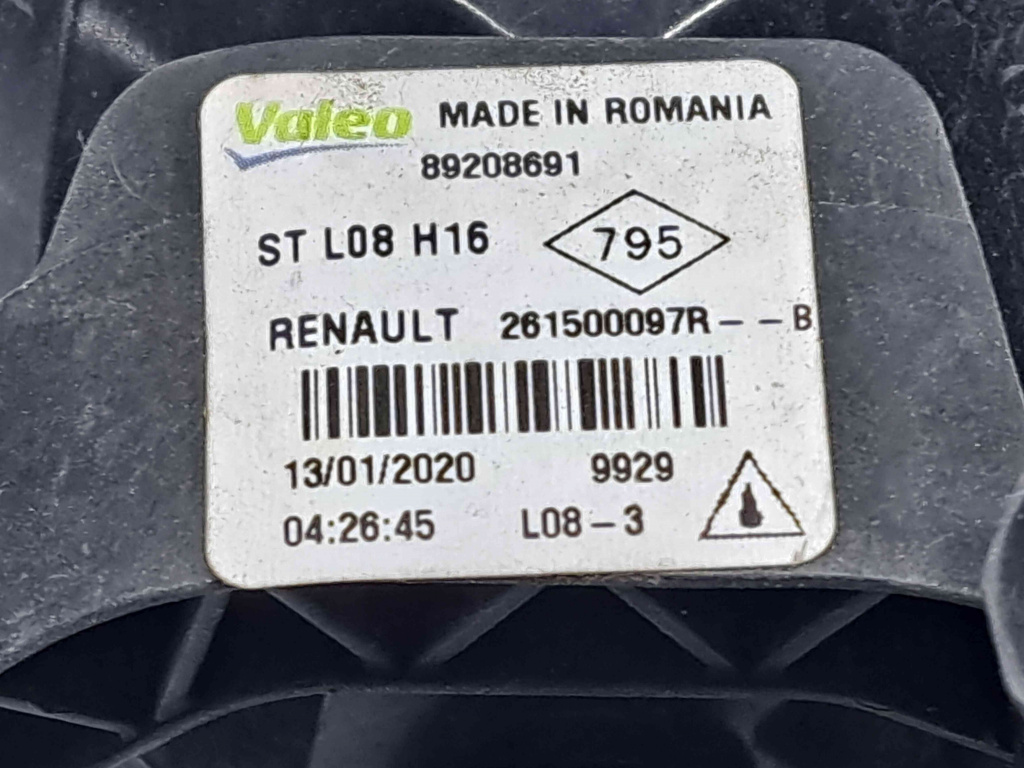 Valeo MADE IN ROMANIA
89208691
ST L08 H16 795
RENAULT 261500097R--B
13/01/2020 9929
04:26:45 L08-3